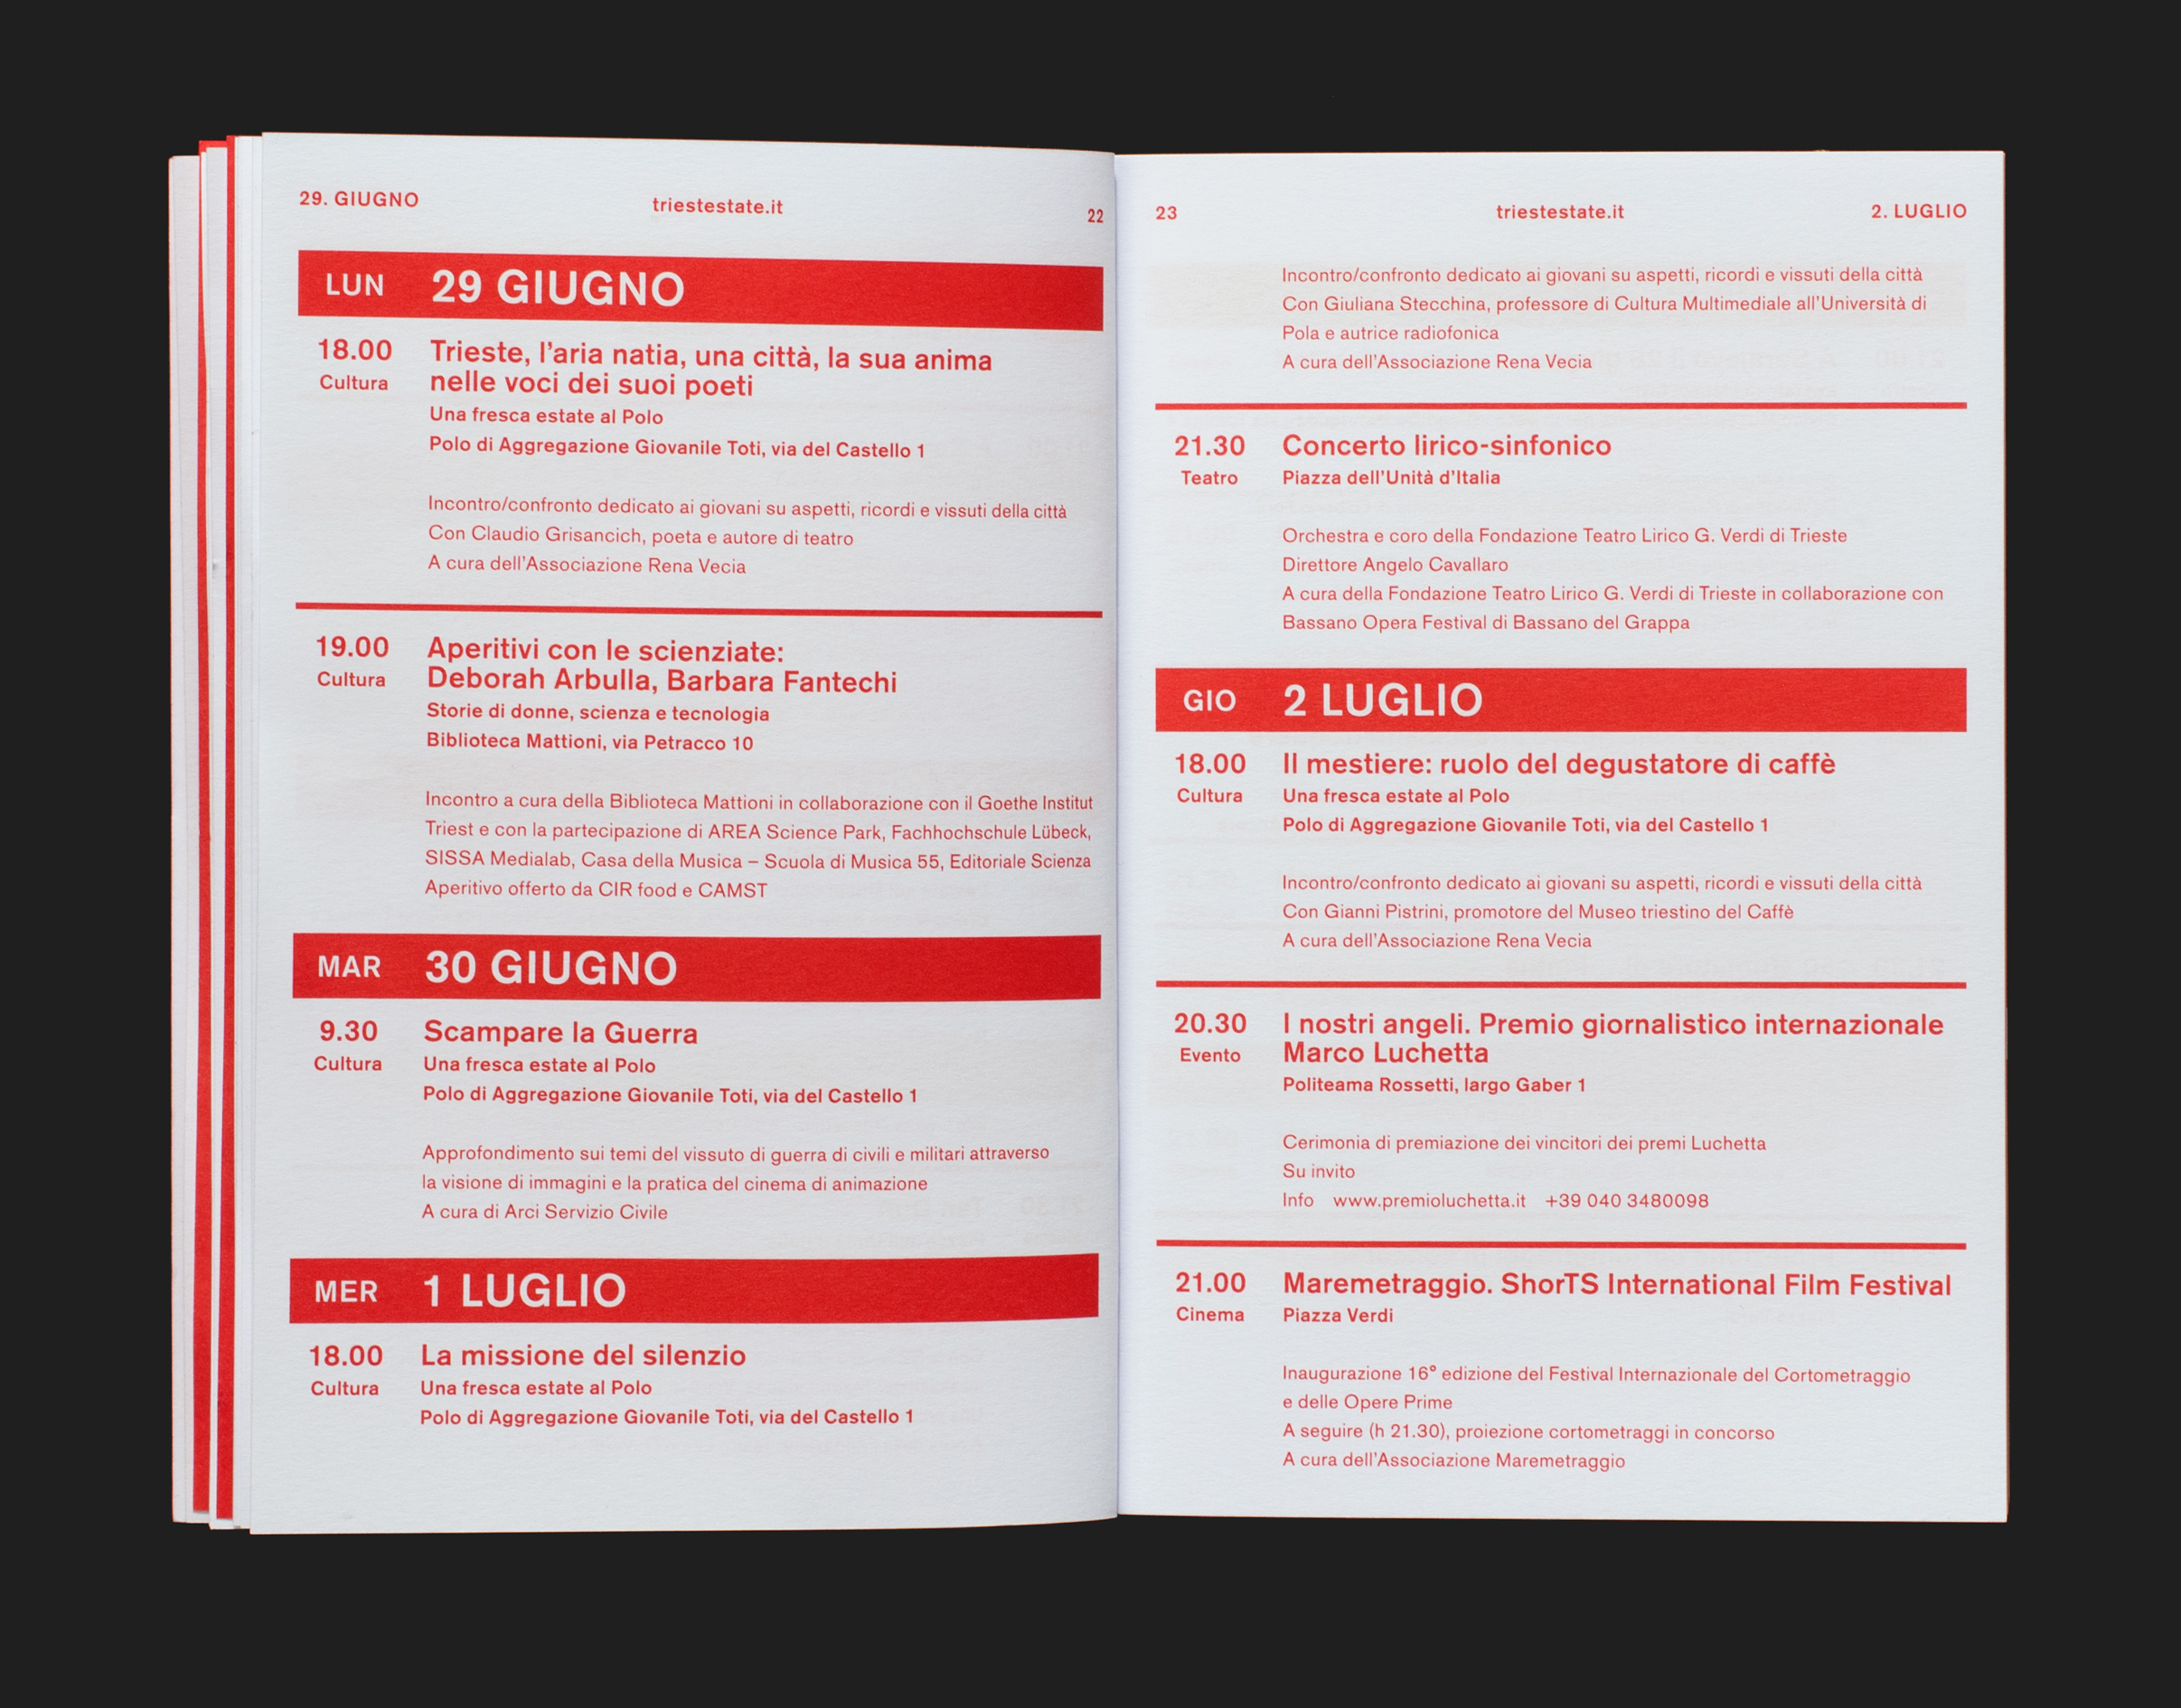 29. GIUGNO
triestestate.it
22
LUN 29 GIUGNO
18.00 Trieste, l'aria natia, una città, la sua anima
Cultura nelle voci dei suoi poeti
Una fresca estate al Polo
Polo di Aggregazione Giovanile Toti, via del Castello 1
Incontro/confronto dedicato ai giovani su aspetti, ricordi e vissuti della città
Con Claudio Grisancich, poeta e autore di teatro
A cura dell'Associazione Rena Vecia
19.00 Aperitivi con le scienziate:
Cultura Deborah Arbulla, Barbara Fantechi
Storie di donne, scienza e tecnologia
Biblioteca Mattioni, via Petracco 10
Incontro a cura della Biblioteca Mattioni in collaborazione con il Goethe Institut
Triest e con la partecipazione di AREA Science Park, Fachhochschule Lübeck,
SISSA Medialab, Casa della Musica – Scuola di Musica 55, Editoriale Scienza
Aperitivo offerto da CIR food e CAMST
MAR 30 GIUGNO
9.30 Scampare la Guerra
Cultura Una fresca estate al Polo
Polo di Aggregazione Giovanile Toti, via del Castello 1
Approfondimento sui temi del vissuto di guerra di civili e militari attraverso
la visione di immagini e la pratica del cinema di animazione
A cura di Arci Servizio Civile
MER 1 LUGLIO
18.00 La missione del silenzio
Cultura Una fresca estate al Polo
Polo di Aggregazione Giovanile Toti, via del Castello 1
23
triestestate.it
2. LUGLIO
Incontro/confronto dedicato ai giovani su aspetti, ricordi e vissuti della città
Con Giuliana Stecchina, professore di Cultura Multimediale all'Università di
Pola e autrice radiofonica
A cura dell'Associazione Rena Vecia
21.30 Concerto lirico-sinfonico
Teatro Piazza dell'Unità d'Italia
Orchestra e coro della Fondazione Teatro Lirico G. Verdi di Trieste
Direttore Angelo Cavallaro
A cura della Fondazione Teatro Lirico G. Verdi di Trieste in collaborazione con
Bassano Opera Festival di Bassano del Grappa
GIO 2 LUGLIO
18.00 Il mestiere: ruolo del degustatore di caffè
Cultura Una fresca estate al Polo
Polo di Aggregazione Giovanile Toti, via del Castello 1
Incontro/confronto dedicato ai giovani su aspetti, ricordi e vissuti della città
Con Gianni Pistrini, promotore del Museo triestino del Caffè
A cura dell'Associazione Rena Vecia
20.30 I nostri angeli. Premio giornalistico internazionale
Evento Marco Luchetta
Politeama Rossetti, largo Gaber 1
Cerimonia di premiazione dei vincitori dei premi Luchetta
Su invito
Info www.premioluchetta.it +39 040 3480098
21.00 Maremetraggio. ShorTS International Film Festival
Cinema Piazza Verdi
Inaugurazione 16° edizione del Festival Internazionale del Cortometraggio
e delle Opere Prime
A seguire (h 21.30), proiezione cortometraggi in concorso
A cura dell'Associazione Maremetraggio